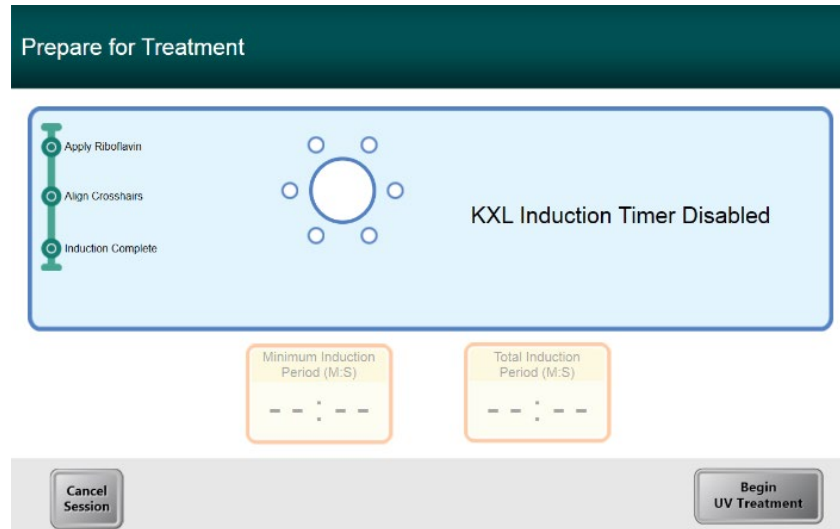 Prepare for Treatment
Apply Riboflavin
Align Crosshairs
Induction Complete
KXL Induction Timer Disabled
Minimum Induction
Period (M:S)
--:--
Total Induction
Period (M:S)
--:--
Cancel
Session
Begin
UV Treatment